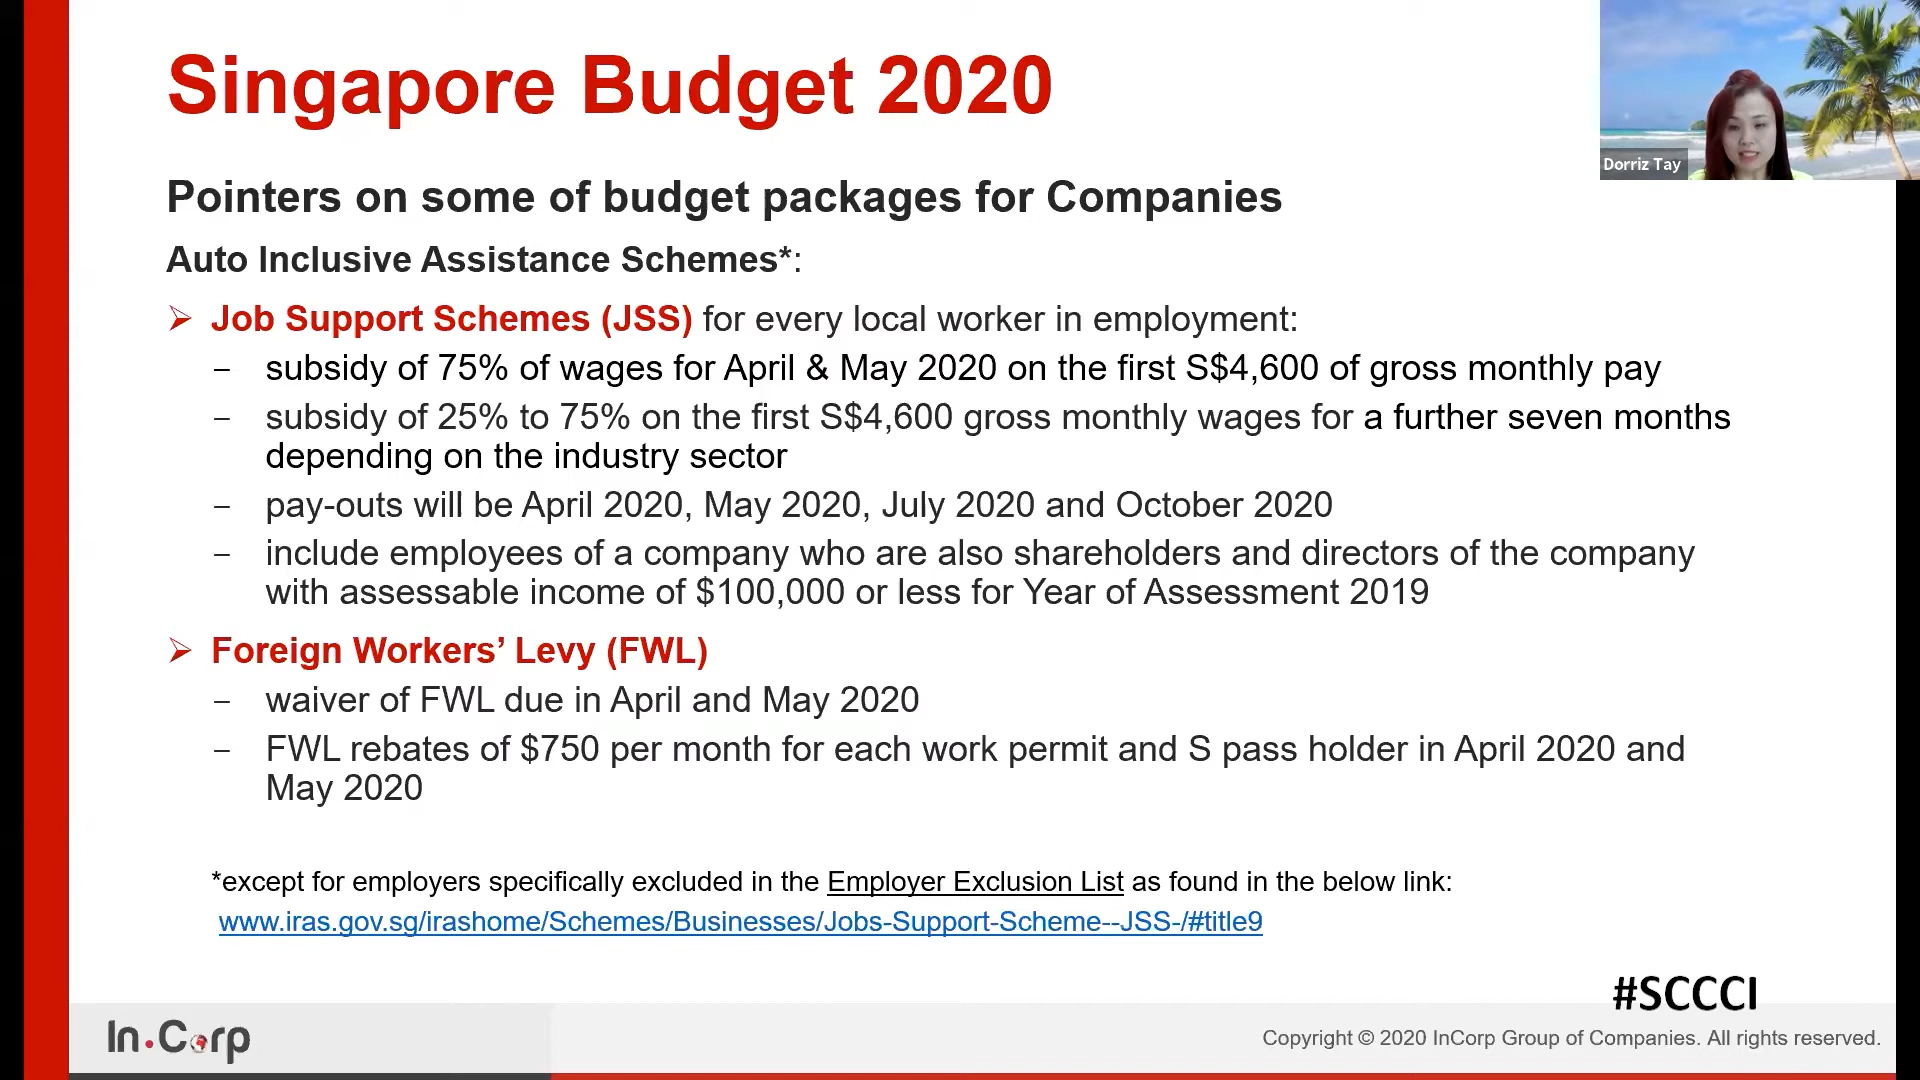 Singapore Budget 2020
Dorriz Tay
Pointers on some of budget packages for Companies
Auto Inclusive Assistance Schemes*:
➢ Job Support Schemes (JSS) for every local worker in employment:
– subsidy of 75% of wages for April & May 2020 on the first S$4,600 of gross monthly pay
– subsidy of 25% to 75% on the first S$4,600 gross monthly wages for a further seven months
depending on the industry sector
– pay-outs will be April 2020, May 2020, July 2020 and October 2020
– include employees of a company who are also shareholders and directors of the company
with assessable income of $100,000 or less for Year of Assessment 2019
➢ Foreign Workers’ Levy (FWL)
– waiver of FWL due in April and May 2020
– FWL rebates of $750 per month for each work permit and S pass holder in April 2020 and
May 2020
*except for employers specifically excluded in the Employer Exclusion List as found in the below link:
www.iras.gov.sg/irashome/Schemes/Businesses/Jobs-Support-Scheme--JSS-/#title9
#SCCCI
In.Corp
Copyright © 2020 InCorp Group of Companies. All rights reserved.